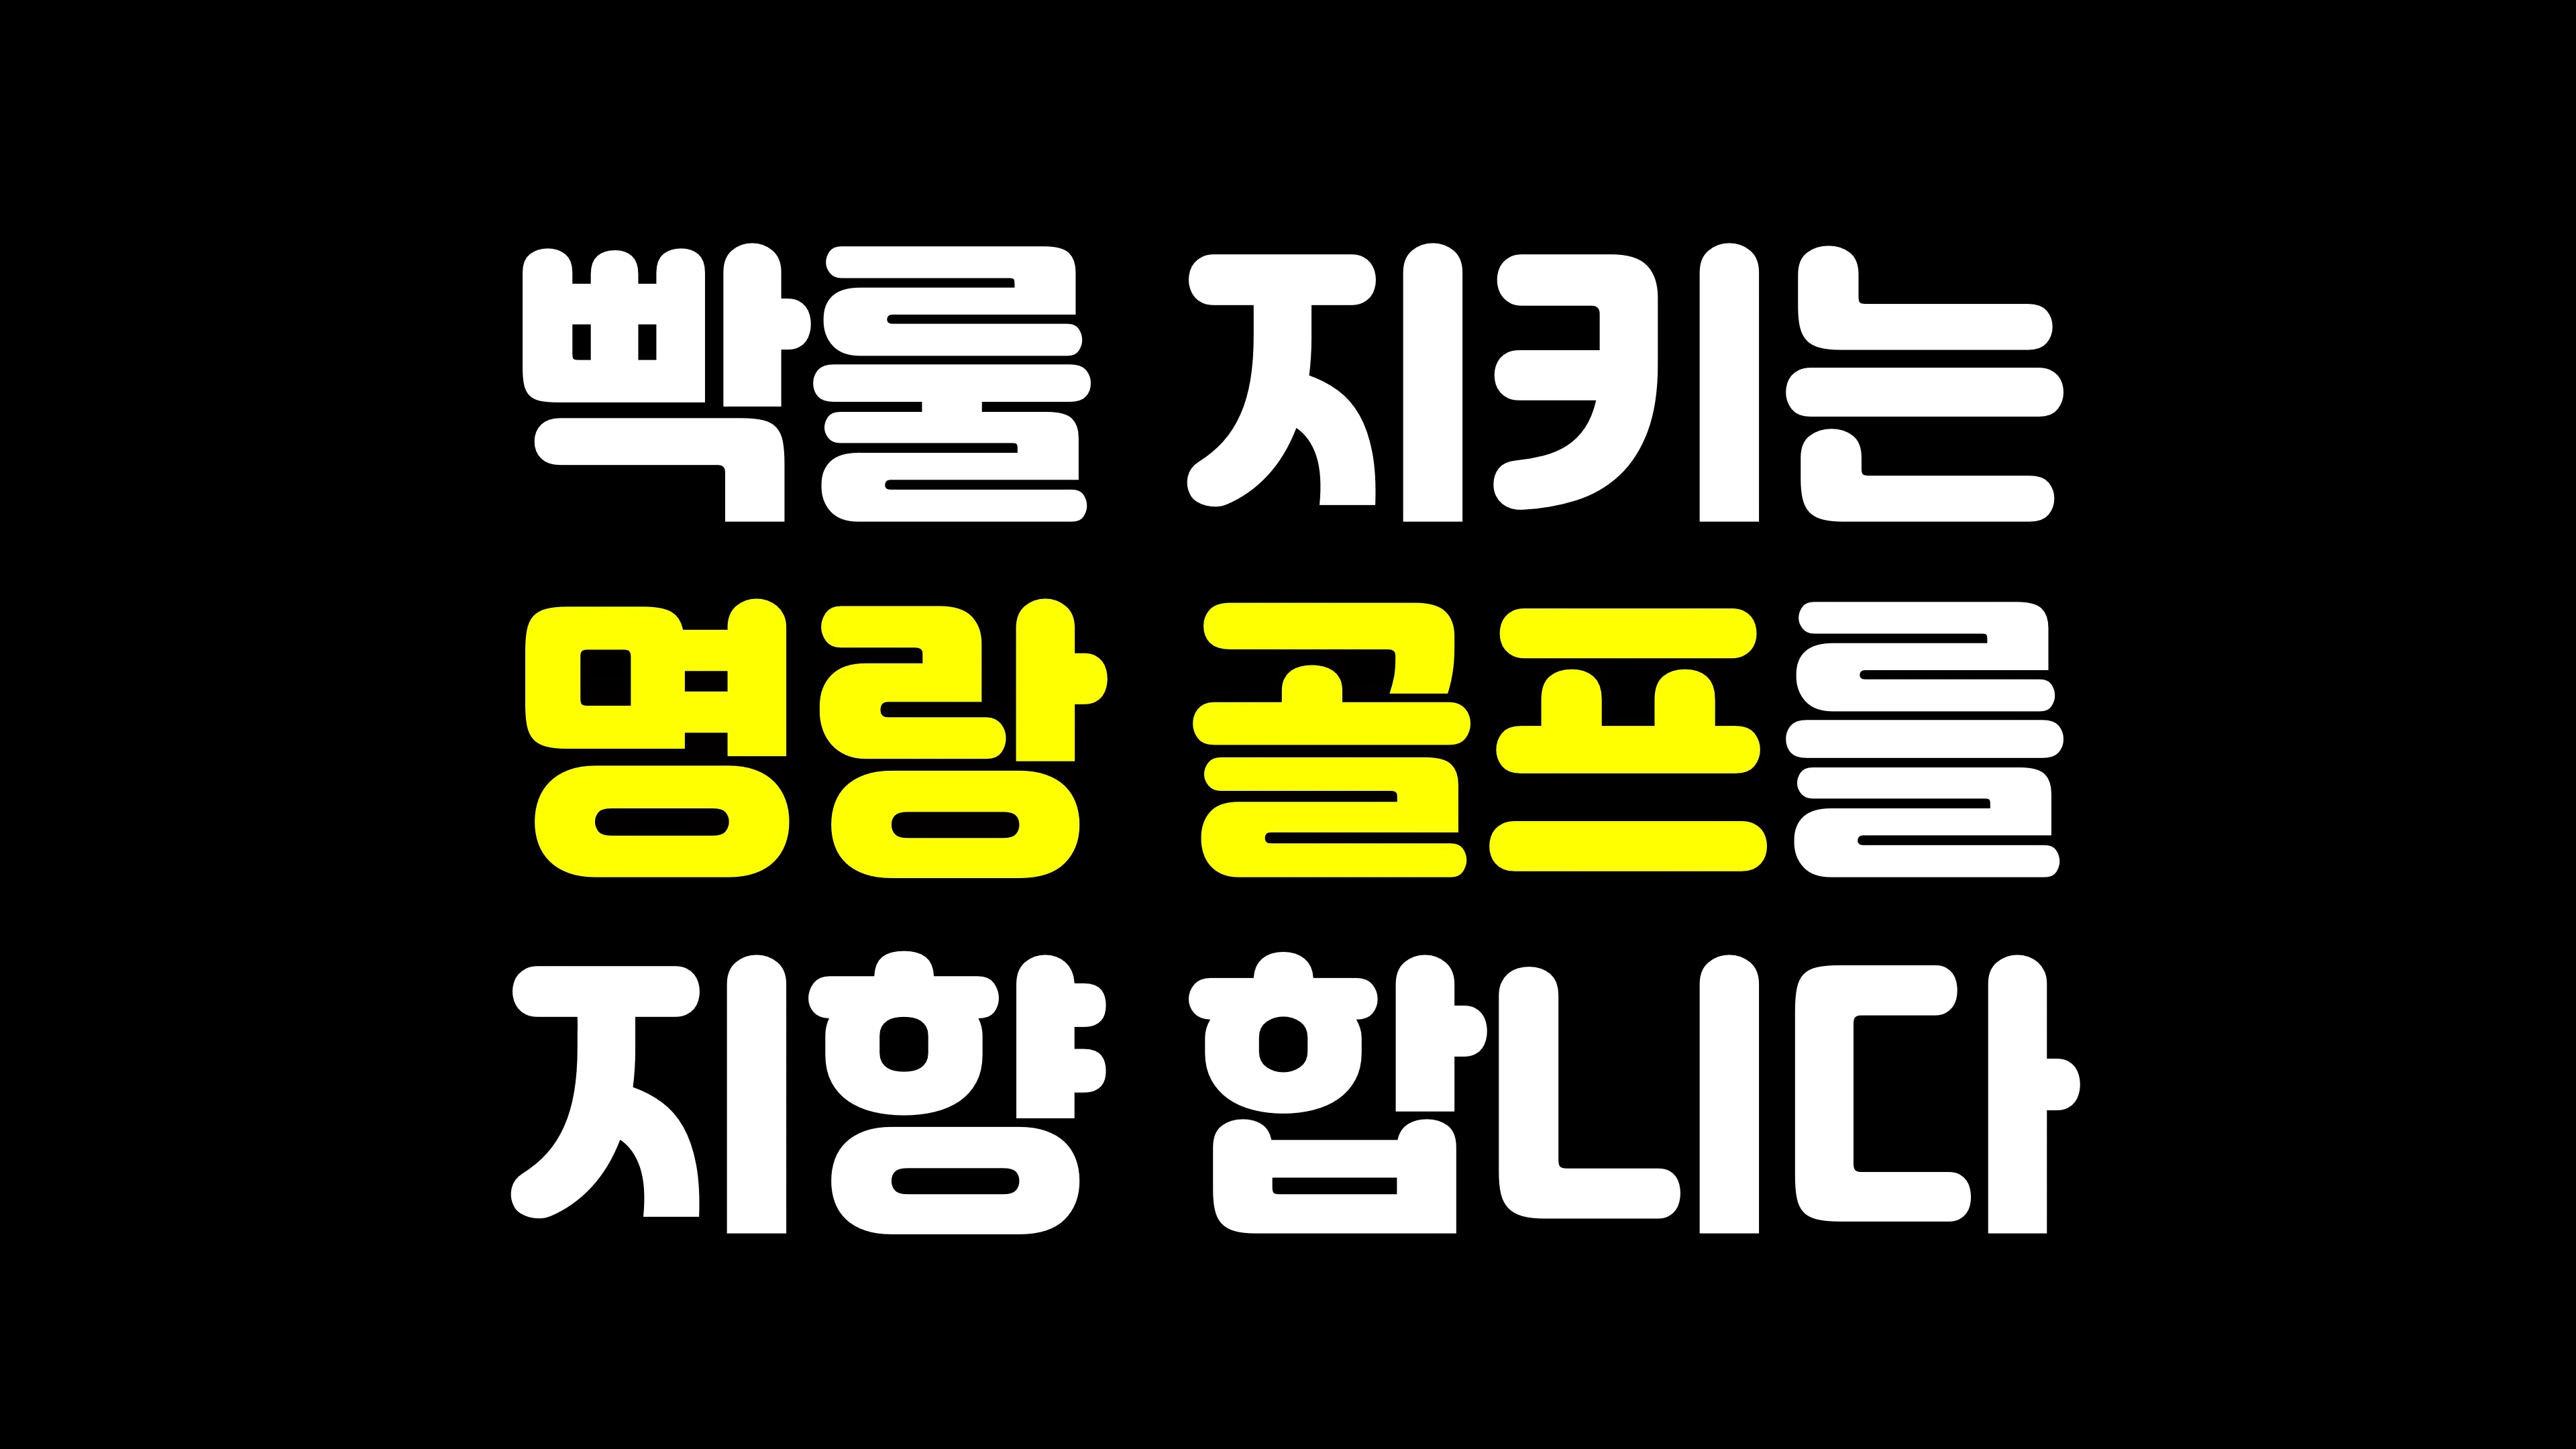 빡룰 지키는
명랑 골프를
지향 합니다